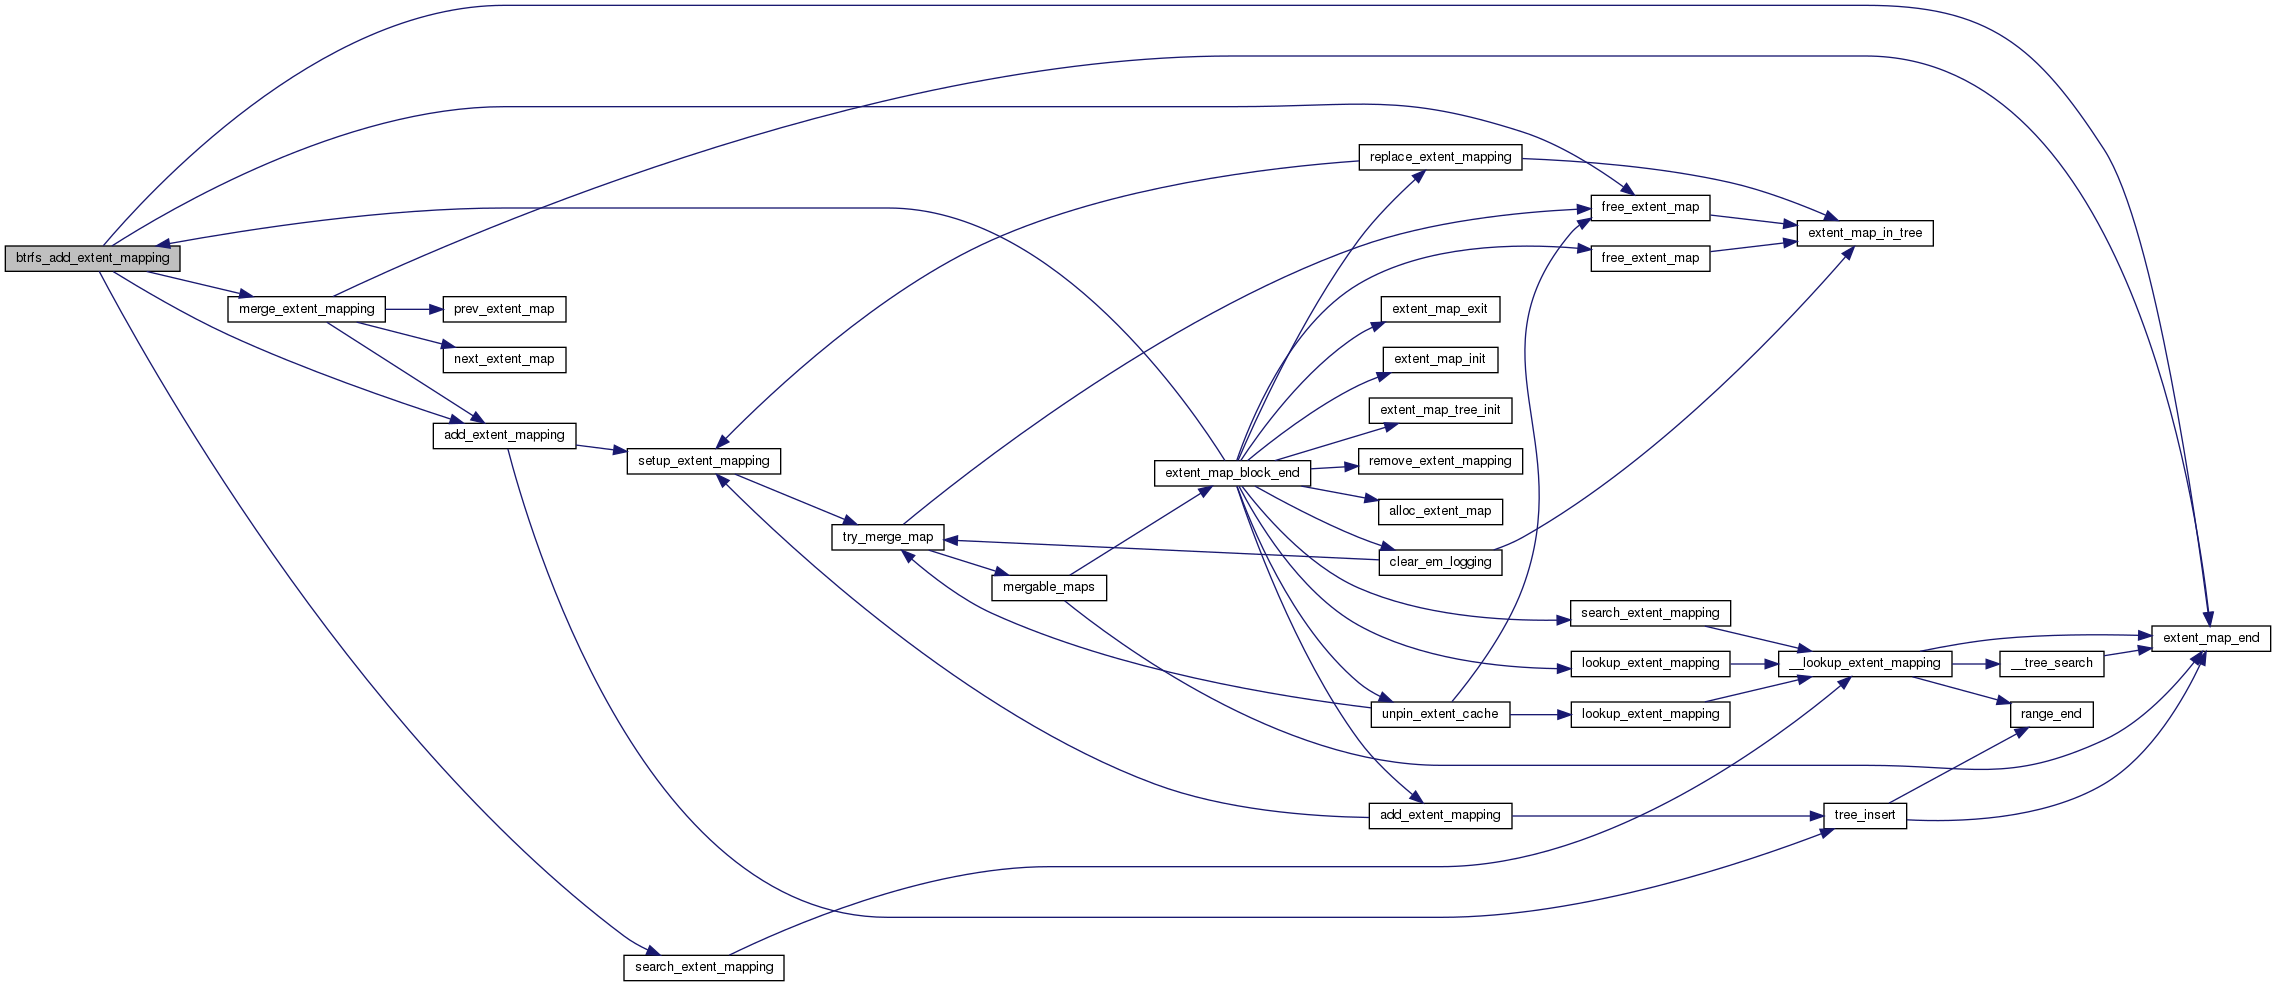 btrfs_add_extent_mapping
merge_extent_mapping
prev_extent_map
next_extent_map
add_extent_mapping
setup_extent_mapping
search_extent_mapping
try_merge_map
mergable_maps
extent_map_block_end
replace_extent_mapping
extent_map_exit
extent_map_init
extent_map_tree_init
remove_extent_mapping
alloc_extent_map
clear_em_logging
unpin_extent_cache
add_extent_mapping
free_extent_map
free_extent_map
search_extent_mapping
lookup_extent_mapping
lookup_extent_mapping
extent_map_in_tree
__lookup_extent_mapping
tree_insert
__tree_search
range_end
extent_map_end